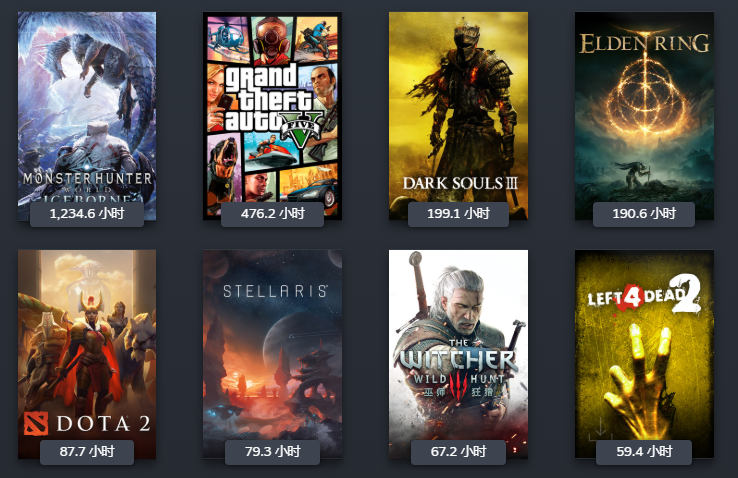 MONSTER HUNTER
WORLD
ICEBORNE
1,234.6 小时
grand
theft
auto
V
FIVE
476.2 小时
DARK SOULS III
199.1 小时
ELDEN RING
190.6 小时
DOTA 2
87.7 小时
STELLARIS
79.3 小时
THE
WITCHER
WILD HUNT
巫师 狂猎
67.2 小时
LEFT 4 DEAD 2
59.4 小时